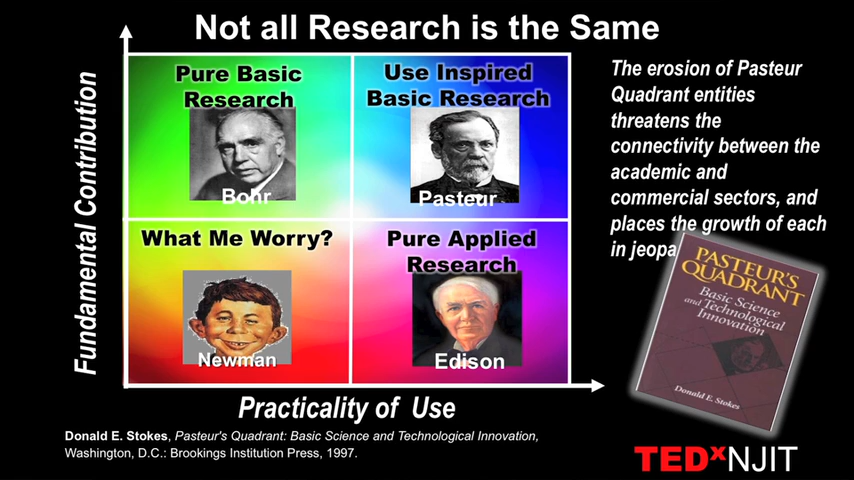 Not all Research is the Same
Fundamental Contribution
Pure Basic
Research
Bohr
Use Inspired
Basic Research
Pasteur
What Me Worry?
Newman
Pure Applied
Research
Edison
Practicality of Use
The erosion of Pasteur
Quadrant entities
threatens the
connectivity between the
academic and
commercial sectors, and
places the growth of each
in jeopa
PASTEUR'S
QUADRANT
Basic Science
and Technological
Innovation
Donald E. Stokes
Donald E. Stokes, Pasteur's Quadrant: Basic Science and Technological Innovation,
Washington, D.C.: Brookings Institution Press, 1997.
TEDxNJIT